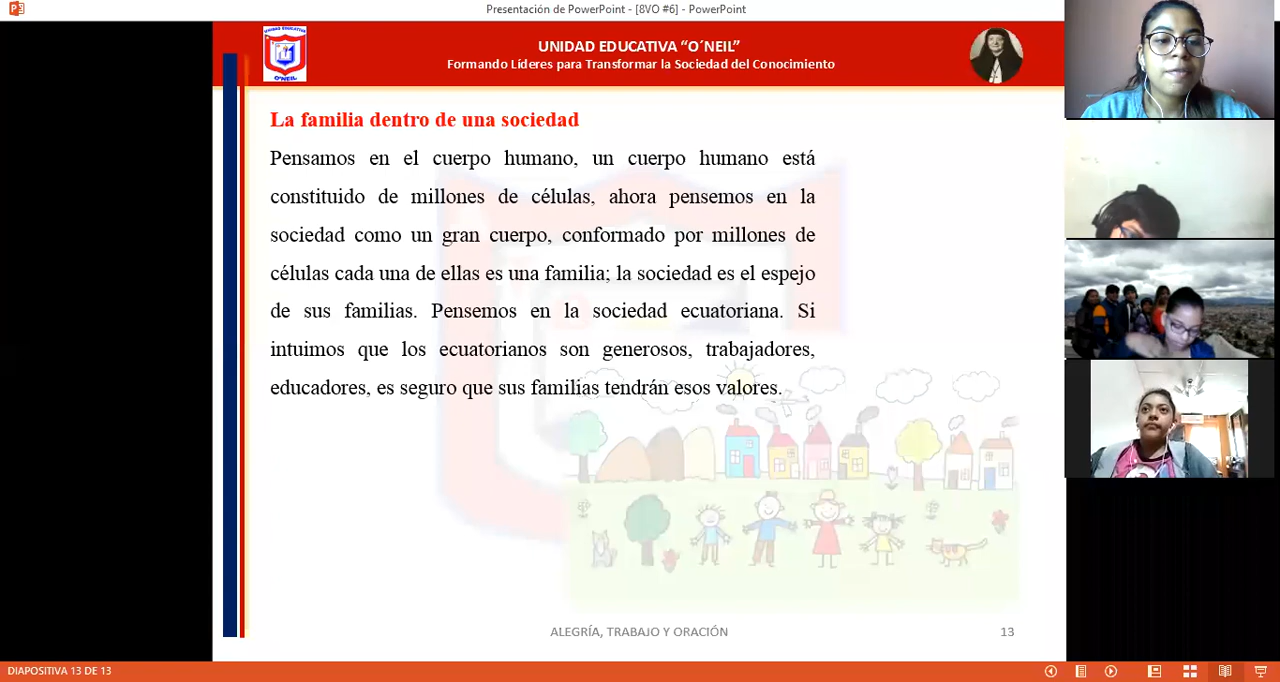 Presentación de PowerPoint - [8VO #6] - PowerPoint
UNIDAD EDUCATIVA
O´NEIL
UNIDAD EDUCATIVA “O´NEIL”
Formando Líderes para Transformar la Sociedad del Conocimiento
La familia dentro de una sociedad
Pensamos en el cuerpo humano, un cuerpo humano está
constituido de millones de células, ahora pensemos en la
sociedad como un gran cuerpo, conformado por millones de
células cada una de ellas es una familia; la sociedad es el espejo
de sus familias. Pensemos en la sociedad ecuatoriana. Si
intuimos que los ecuatorianos son generosos, trabajadores,
educadores, es seguro que sus familias tendrán esos valores.
ALEGRÍA, TRABAJO Y ORACIÓN
13
DIAPOSITIVA 13 DE 13